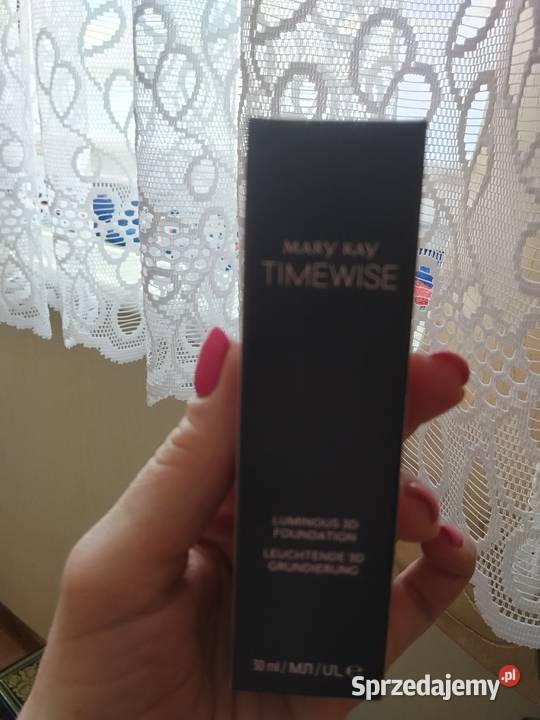 MARY KAY
TIMEWISE
LUMINOUS 3D
FOUNDATION
LEUCHTENDE 3D
GRUNDIERUNG
30 ml / МЛ / UL ℮
Sprzedajemy.pl